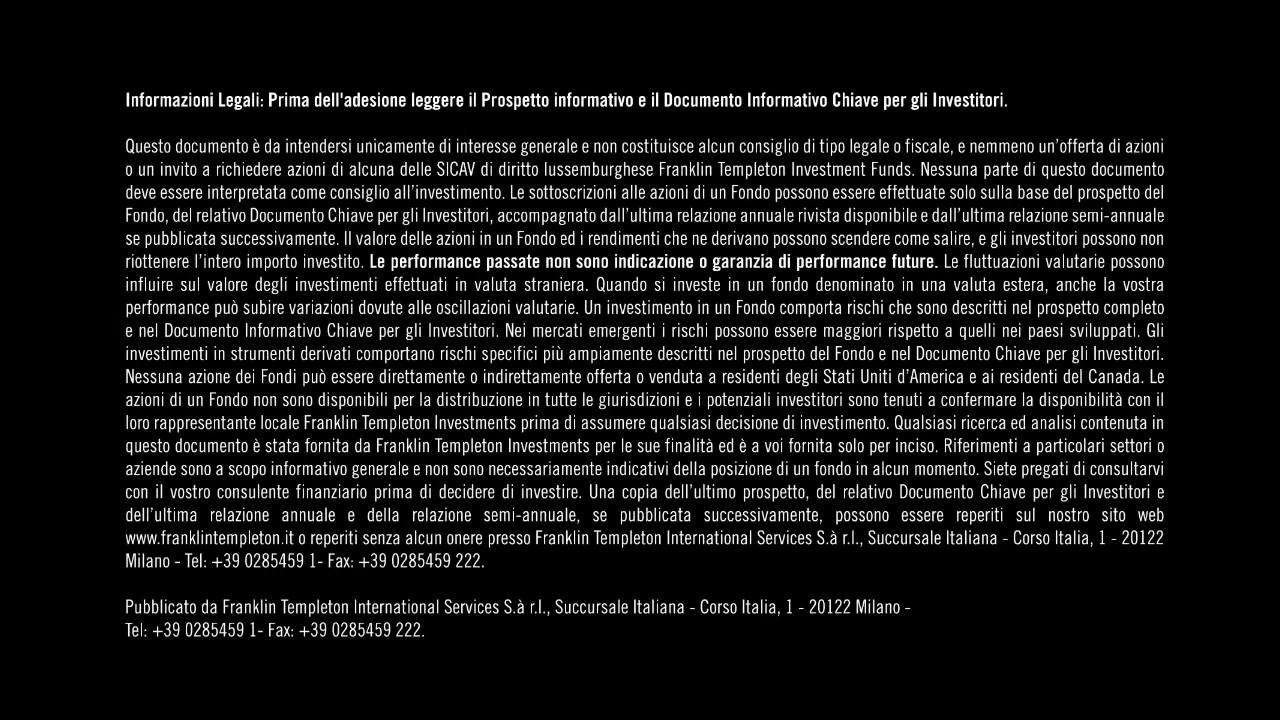 Informazioni Legali: Prima dell'adesione leggere il Prospetto informativo e il Documento Informativo Chiave per gli Investitori.
Questo documento è da intendersi unicamente di interesse generale e non costituisce alcun consiglio di tipo legale o fiscale, e nemmeno un’offerta di azioni
o un invito a richiedere azioni di alcuna delle SICAV di diritto lussemburghese Franklin Templeton Investment Funds. Nessuna parte di questo documento
deve essere interpretata come consiglio all’investimento. Le sottoscrizioni alle azioni di un Fondo possono essere effettuate solo sulla base del prospetto del
Fondo, del relativo Documento Chiave per gli Investitori, accompagnato dall’ultima relazione annuale rivista disponibile e dall’ultima relazione semi-annuale
se pubblicata successivamente. Il valore delle azioni in un Fondo ed i rendimenti che ne derivano possono scendere come salire, e gli investitori possono non
riottenere l’intero importo investito. Le performance passate non sono indicazione o garanzia di performance future. Le fluttuazioni valutarie possono
influire sul valore degli investimenti effettuati in valuta straniera. Quando si investe in un fondo denominato in una valuta estera, anche la vostra
performance può subire variazioni dovute alle oscillazioni valutarie. Un investimento in un Fondo comporta rischi che sono descritti nel prospetto completo
e nel Documento Informativo Chiave per gli Investitori. Nei mercati emergenti i rischi possono essere maggiori rispetto a quelli nei paesi sviluppati. Gli
investimenti in strumenti derivati comportano rischi specifici più ampiamente descritti nel prospetto del Fondo e nel Documento Chiave per gli Investitori.
Nessuna azione dei Fondi può essere direttamente o indirettamente offerta o venduta a residenti degli Stati Uniti d’America e ai residenti del Canada. Le
azioni di un Fondo non sono disponibili per la distribuzione in tutte le giurisdizioni e i potenziali investitori sono tenuti a confermare la disponibilità con il
loro rappresentante locale Franklin Templeton Investments prima di assumere qualsiasi decisione di investimento. Qualsiasi ricerca ed analisi contenuta in
questo documento è stata fornita da Franklin Templeton Investments per le sue finalità ed è a voi fornita solo per inciso. Riferimenti a particolari settori o
aziende sono a scopo informativo generale e non sono necessariamente indicativi della posizione di un fondo in alcun momento. Siete pregati di consultarvi
con il vostro consulente finanziario prima di decidere di investire. Una copia dell’ultimo prospetto, del relativo Documento Chiave per gli Investitori e
dell’ultima relazione annuale e della relazione semi-annuale, se pubblicata successivamente, possono essere reperiti sul nostro sito web
www.franklintempleton.it o reperiti senza alcun onere presso Franklin Templeton International Services S.à r.l., Succursale Italiana - Corso Italia, 1 - 20122
Milano - Tel: +39 0285459 1- Fax: +39 0285459 222.
Pubblicato da Franklin Templeton International Services S.à r.l., Succursale Italiana - Corso Italia, 1 - 20122 Milano -
Tel: +39 0285459 1- Fax: +39 0285459 222.